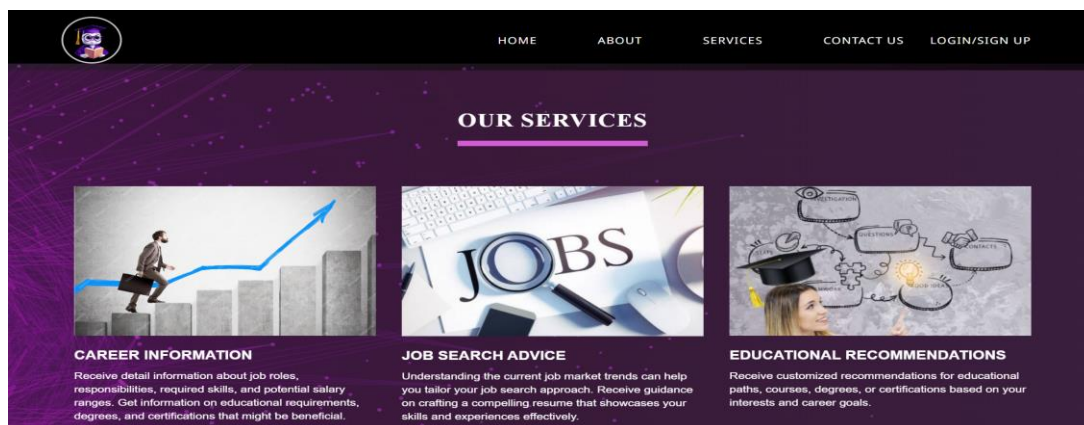 HOME ABOUT SERVICES CONTACT US LOGIN/SIGN UP
OUR SERVICES
JOBS
QUESTIONS
CONTACTS
CAREER INFORMATION
Receive detail information about job roles,
responsibilities, required skills, and potential salary
ranges. Get information on educational requirements,
degrees, and certifications that might be beneficial.
JOB SEARCH ADVICE
Understanding the current job market trends can help
you tailor your job search approach. Receive guidance
on crafting a compelling resume that showcases your
skills and experiences effectively.
EDUCATIONAL RECOMMENDATIONS
Receive customized recommendations for educational
paths, courses, degrees, or certifications based on your
interests and career goals.